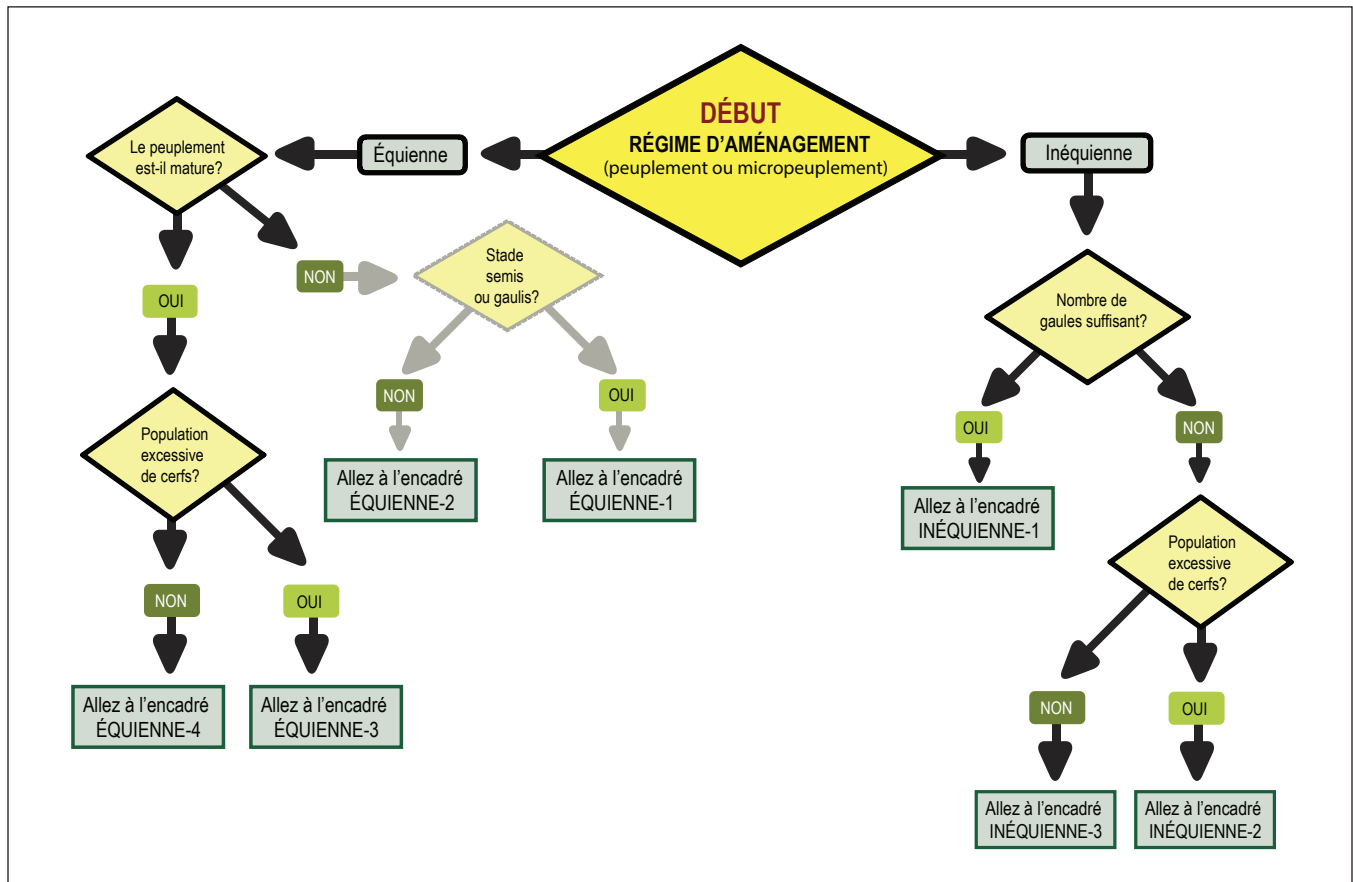 DÉBUT
RÉGIME D'AMÉNAGEMENT
(peuplement ou micropeuplement)
Équienne
Inéquienne
Le peuplement
est-il mature?
NON
Stade
semis
ou gaulis?
OUI
Nombre de
gaules suffisant?
NON
OUI
OUI
NON
Population
excessive
de cerfs?
Allez à l'encadré
ÉQUIENNE-2
Allez à l'encadré
ÉQUIENNE-1
Allez à l'encadré
INÉQUIENNE-1
Population
excessive
de cerfs?
NON
OUI
Allez à l'encadré
ÉQUIENNE-4
Allez à l'encadré
ÉQUIENNE-3
NON
OUI
Allez à l'encadré
INÉQUIENNE-3
Allez à l'encadré
INÉQUIENNE-2